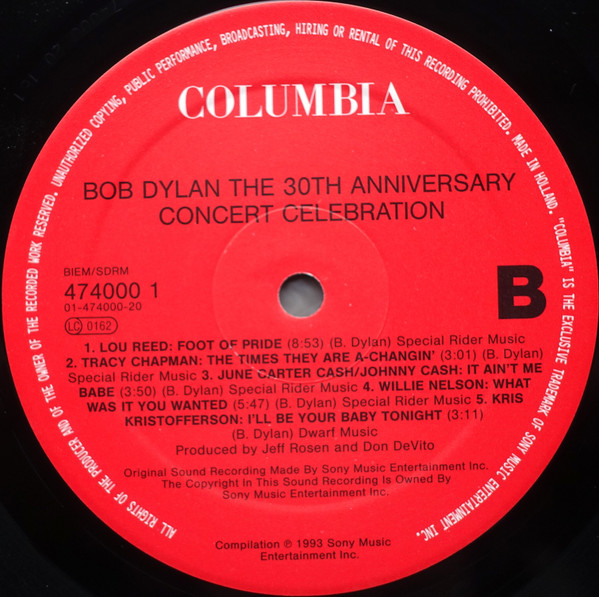 ALL RIGHTS OF THE PRODUCER AND OF THE OWNER OF THE RECORDED WORK RESERVED. UNAUTHORIZED COPYING, PUBLIC PERFORMANCE, BROADCASTING, HIRING OR RENTAL OF THIS RECORDING PROHIBITED. MADE IN HOLLAND. "COLUMBIA" IS THE EXCLUSIVE TRADEMARK OF SONY MUSIC ENTERTAINMENT INC.
COLUMBIA
BOB DYLAN THE 30TH ANNIVERSARY
CONCERT CELEBRATION
BIEM/SDRM
474000 1
01-474000-20
LC 0162
B
1. LOU REED: FOOT OF PRIDE (8:53) (B. Dylan) Special Rider Music
2. TRACY CHAPMAN: THE TIMES THEY ARE A-CHANGIN' (3:01) (B. Dylan)
Special Rider Music 3. JUNE CARTER CASH/JOHNNY CASH: IT AIN'T ME
BABE (3:50) (B. Dylan) Special Rider Music 4. WILLIE NELSON: WHAT
WAS IT YOU WANTED (5:47) (B. Dylan) Special Rider Music 5. KRIS
KRISTOFFERSON: I'LL BE YOUR BABY TONIGHT (3:11)
(B. Dylan) Dwarf Music
Produced by Jeff Rosen and Don DeVito
Original Sound Recording Made By Sony Music Entertainment Inc.
The Copyright In This Sound Recording Is Owned By
Sony Music Entertainment Inc.
Compilation ℗ 1993 Sony Music
Entertainment Inc.